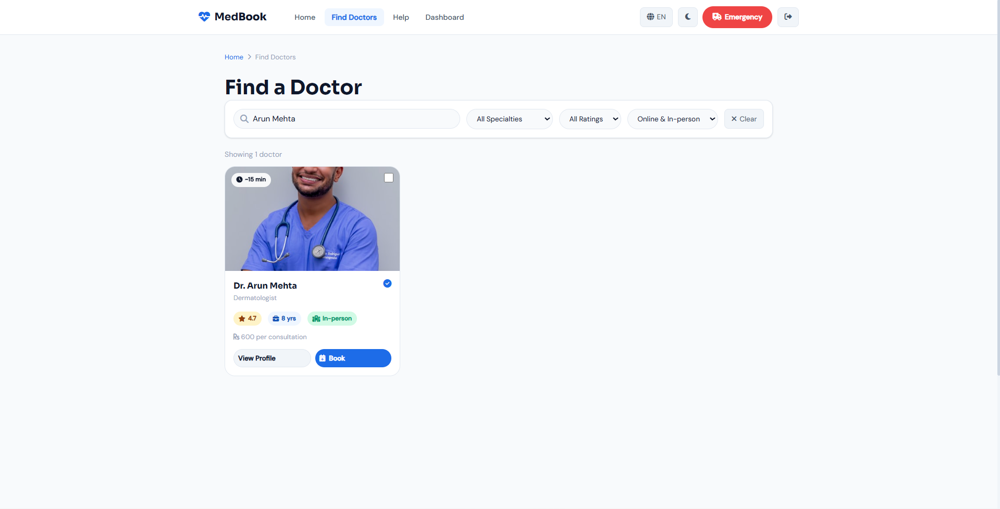 MedBook
Home
Find Doctors
Help
Dashboard
EN
Emergency
Home > Find Doctors
Find a Doctor
Arun Mehta
All Specialties
All Ratings
Online & In-person
Clear
Showing 1 doctor
~15 min
Dr. Arun Mehta
Dermatologist
4.7
8 yrs
In-person
₨ 600 per consultation
View Profile
Book